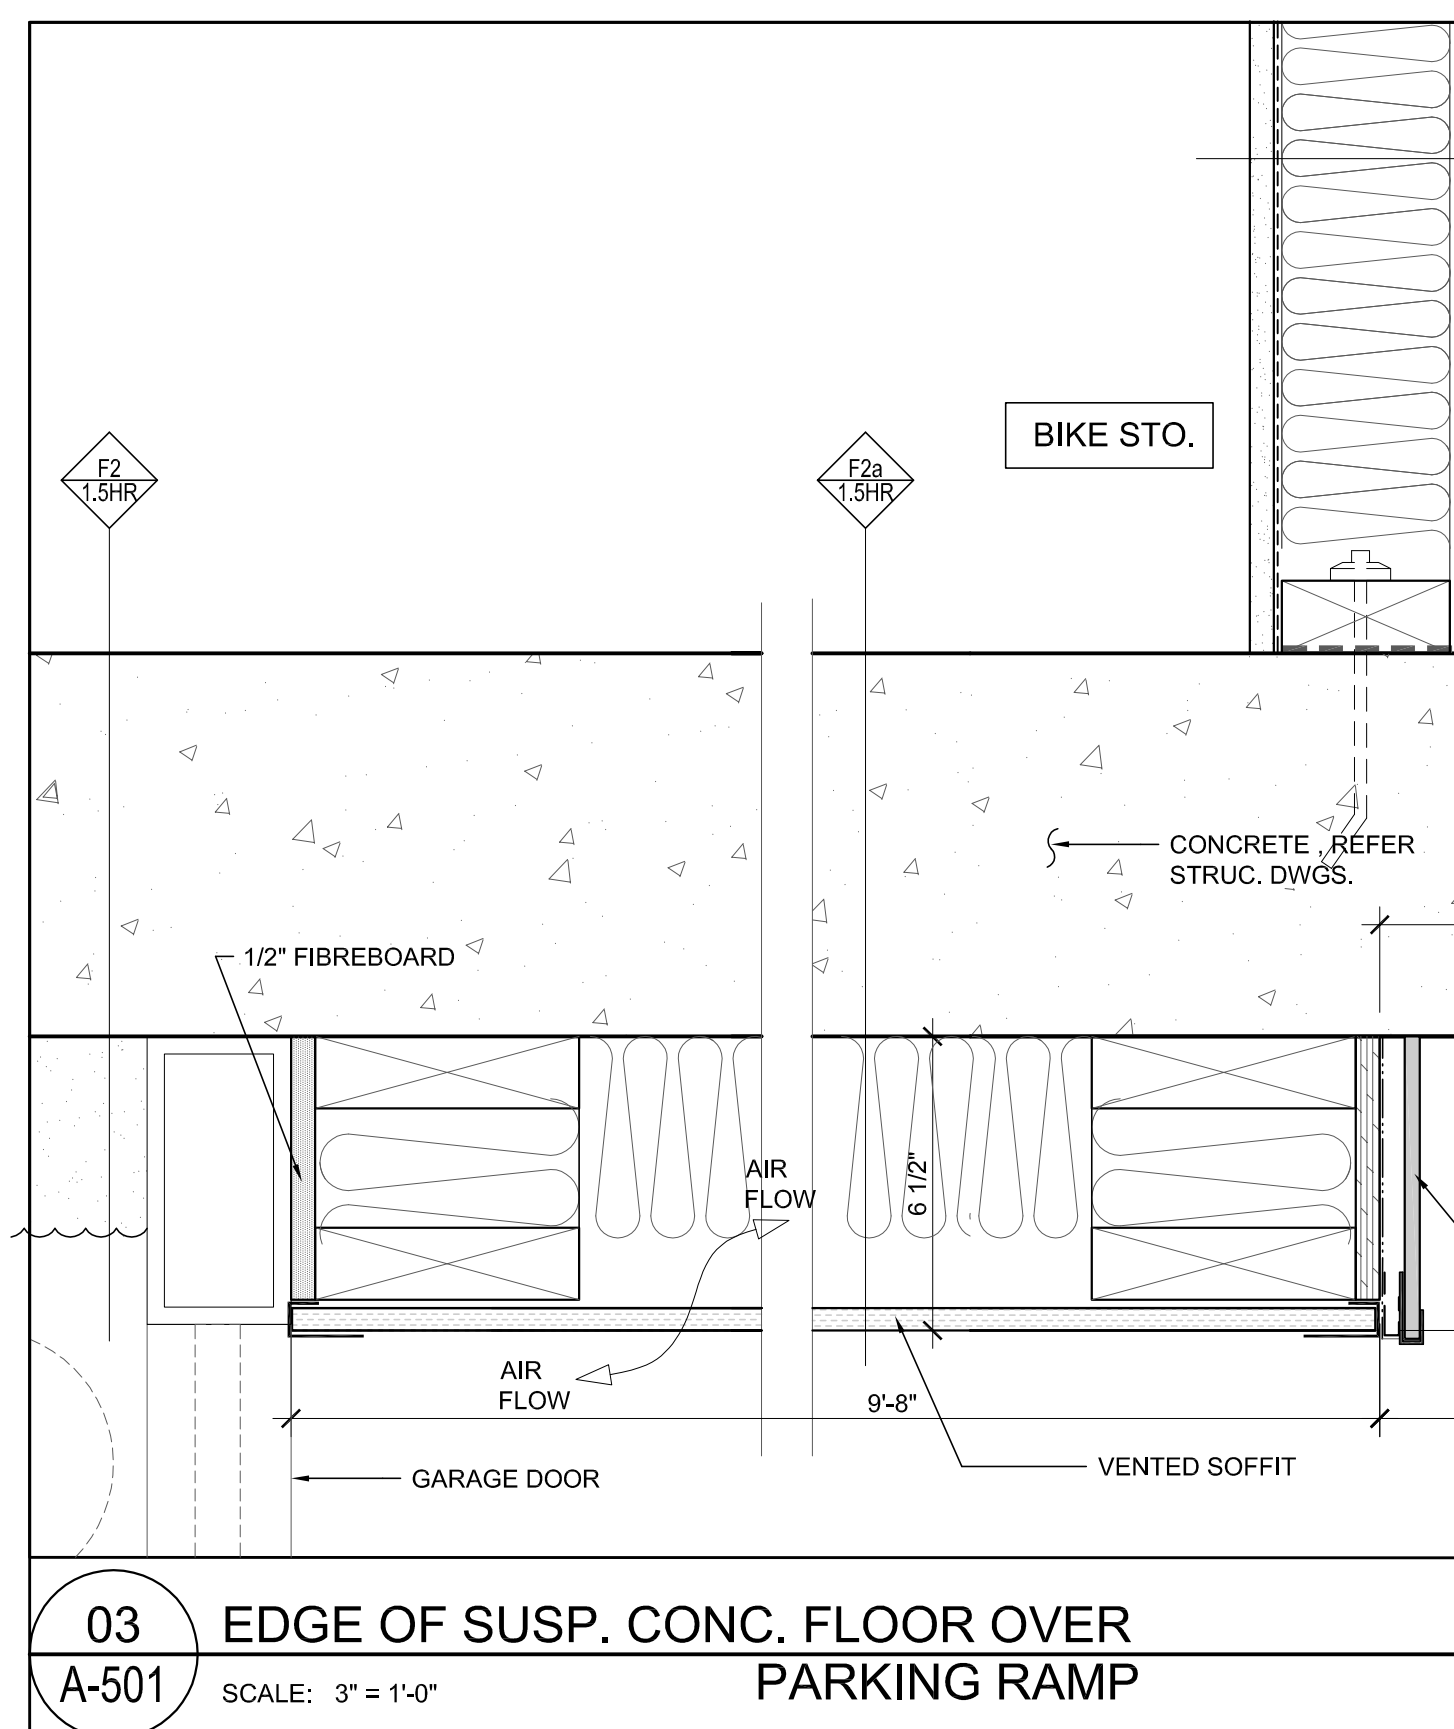 BIKE STO.
F2
1.5HR
F2a
1.5HR
CONCRETE , REFER
STRUC. DWGS.
1/2" FIBREBOARD
AIR
FLOW
6 1/2"
AIR
FLOW
9'-8"
VENTED SOFFIT
GARAGE DOOR
03
A-501
EDGE OF SUSP. CONC. FLOOR OVER
PARKING RAMP
SCALE: 3" = 1'-0"